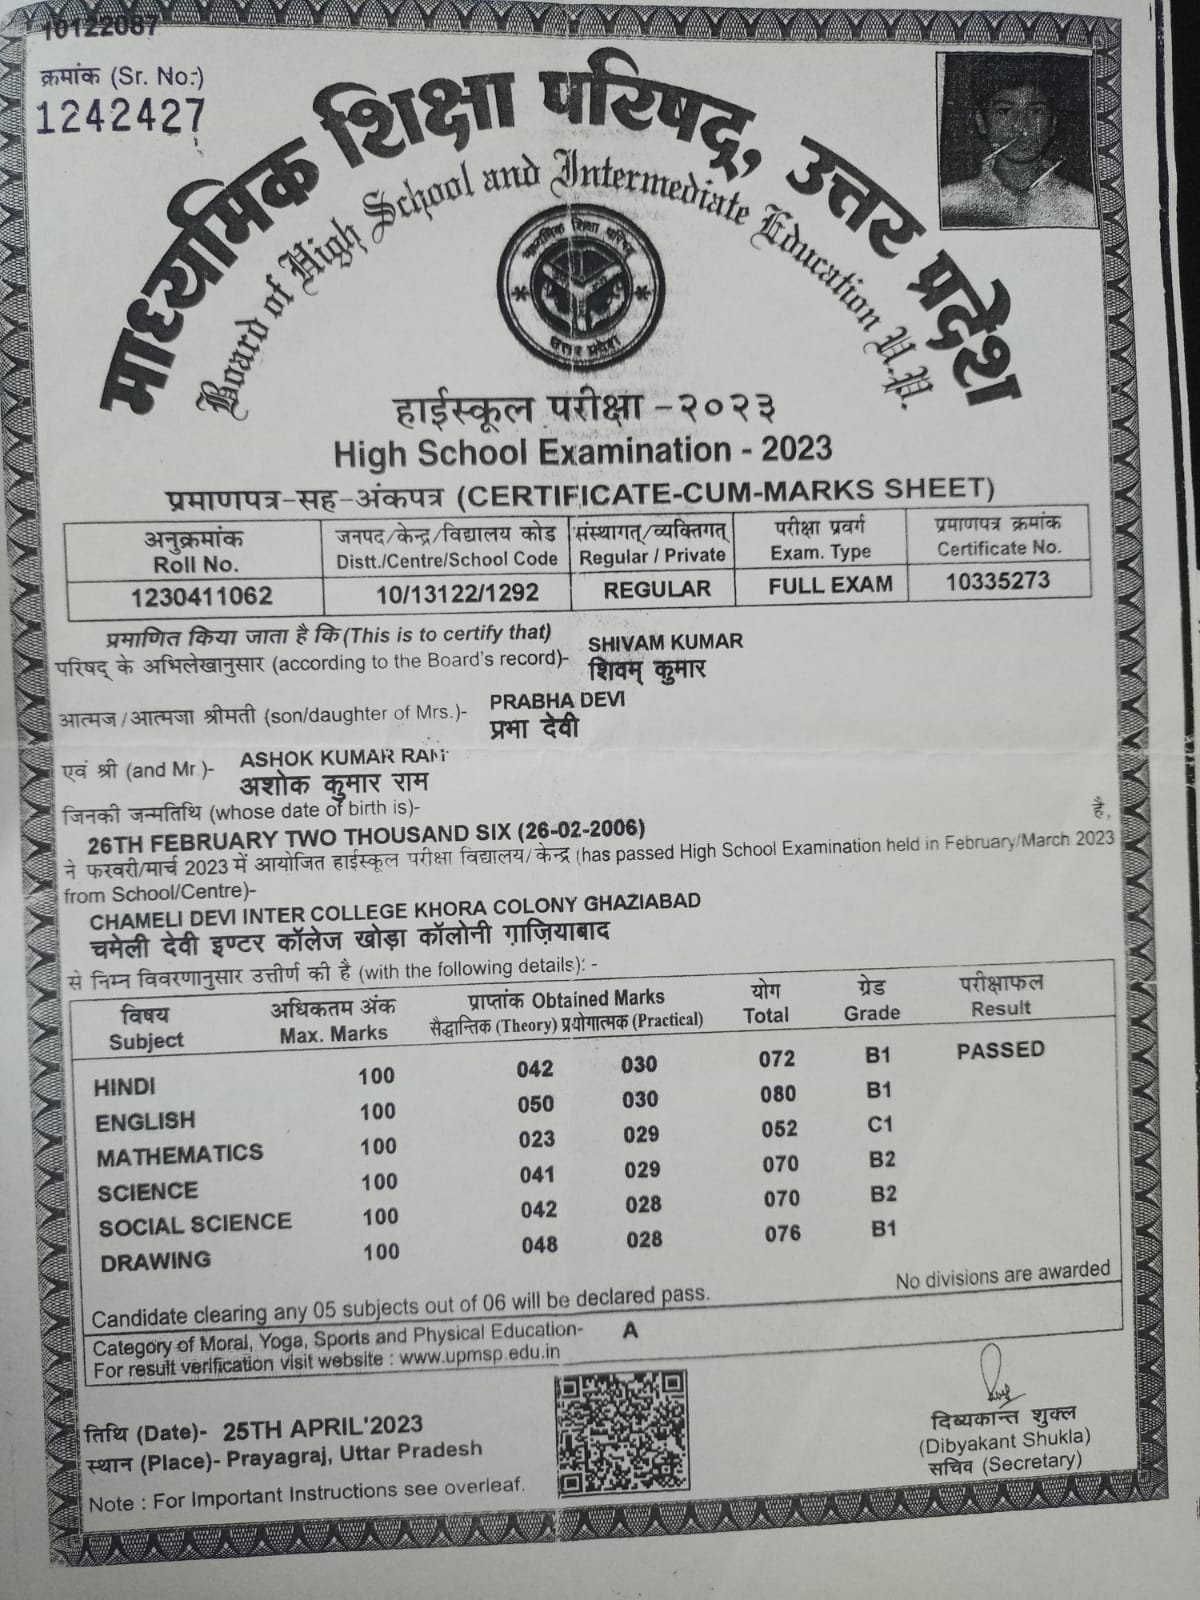 10122087
क्रमांक (Sr. No:-)
1242427
माध्यमिक शिक्षा परिषद्, उत्तर प्रदेश
Board of High School and Intermediate Education U.P.
माध्यमिक शिक्षा परिषद्
उत्तर प्रदेश
हाईस्कूल परीक्षा - २०२३
High School Examination - 2023
प्रमाणपत्र-सह-अंकपत्र (CERTIFICATE-CUM-MARKS SHEET)
अनुक्रमांक जनपद/केन्द्र/विद्यालय कोड संस्थागत्/व्यक्तिगत् परीक्षा प्रवर्ग प्रमाणपत्र क्रमांक
Roll No. Distt./Centre/School Code Regular / Private Exam. Type Certificate No.
1230411062 10/13122/1292 REGULAR FULL EXAM 10335273
प्रमाणित किया जाता है कि (This is to certify that) SHIVAM KUMAR
परिषद् के अभिलेखानुसार (according to the Board's record)- शिवम् कुमार
PRABHA DEVI
आत्मज/आत्मजा श्रीमती (son/daughter of Mrs.)- प्रभा देवी
ASHOK KUMAR RAM
एवं श्री (and Mr.)- अशोक कुमार राम
जिनकी जन्मतिथि (whose date of birth is)- है,
26TH FEBRUARY TWO THOUSAND SIX (26-02-2006)
ने फरवरी/मार्च 2023 में आयोजित हाईस्कूल परीक्षा विद्यालय/केन्द्र (has passed High School Examination held in February/March 2023
from School/Centre)-
CHAMELI DEVI INTER COLLEGE KHORA COLONY GHAZIABAD
चमेली देवी इण्टर कॉलेज खोड़ा कॉलोनी ग़ाज़ियाबाद
से निम्न विवरणानुसार उत्तीर्ण की है (with the following details): -
विषय अधिकतम अंक प्राप्तांक Obtained Marks योग ग्रेड परीक्षाफल
Subject Max. Marks सैद्धान्तिक (Theory) प्रयोगात्मक (Practical) Total Grade Result
HINDI 100 042 030 072 B1 PASSED
ENGLISH 100 050 030 080 B1
MATHEMATICS 100 023 029 052 C1
SCIENCE 100 041 029 070 B2
SOCIAL SCIENCE 100 042 028 070 B2
DRAWING 100 048 028 076 B1
Candidate clearing any 05 subjects out of 06 will be declared pass. No divisions are awarded
Category of Moral, Yoga, Sports and Physical Education- A
For result verification visit website : www.upmsp.edu.in
तिथि (Date)- 25TH APRIL'2023
स्थान (Place)- Prayagraj, Uttar Pradesh
Note : For Important Instructions see overleaf.
दिब्यकान्त शुक्ल
(Dibyakant Shukla)
सचिव (Secretary)